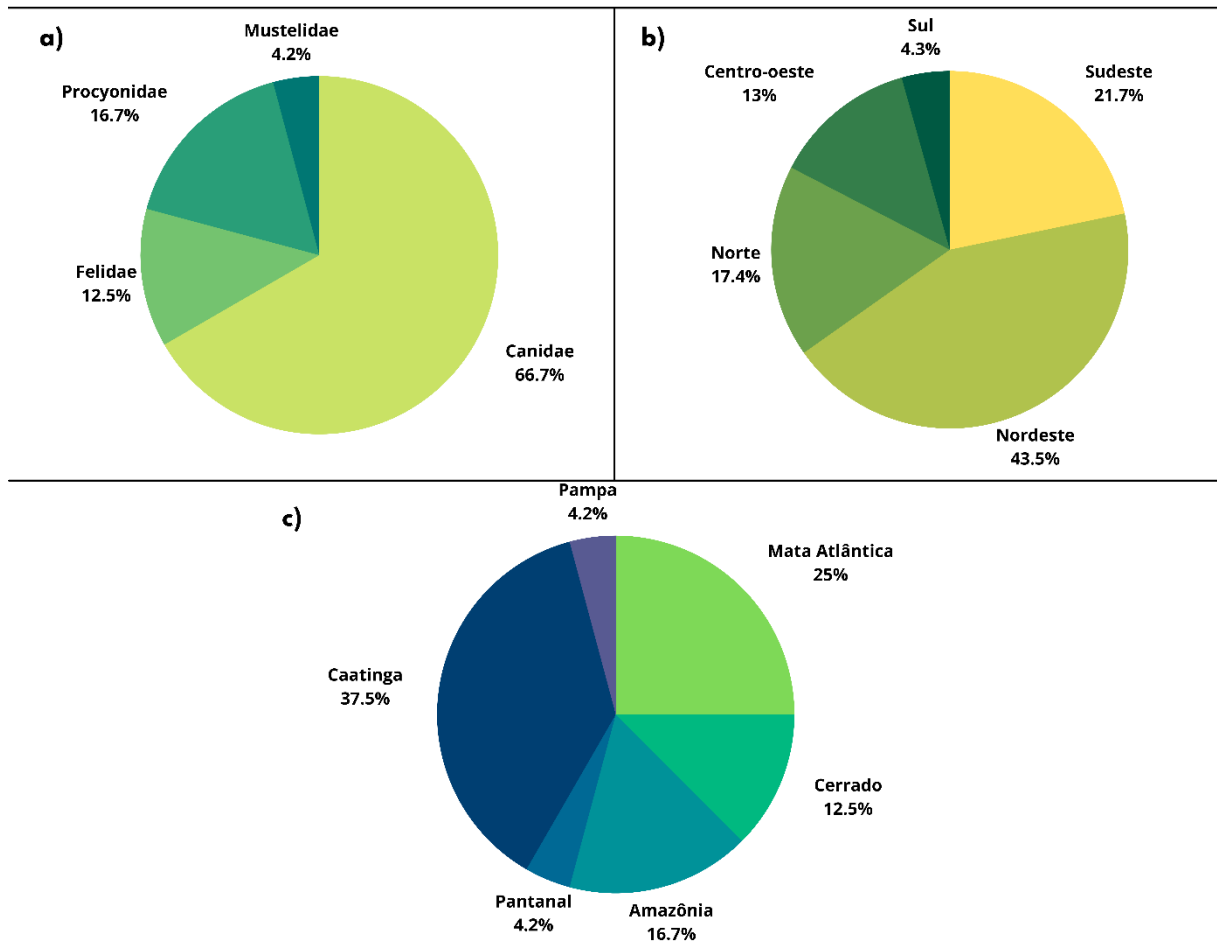 a)
Mustelidae
4.2%
Procyonidae
16.7%
Felidae
12.5%
Canidae
66.7%
b)
Sul
4.3%
Centro-oeste
13%
Sudeste
21.7%
Norte
17.4%
Nordeste
43.5%
c)
Pampa
4.2%
Mata Atlântica
25%
Caatinga
37.5%
Cerrado
12.5%
Pantanal
4.2%
Amazônia
16.7%